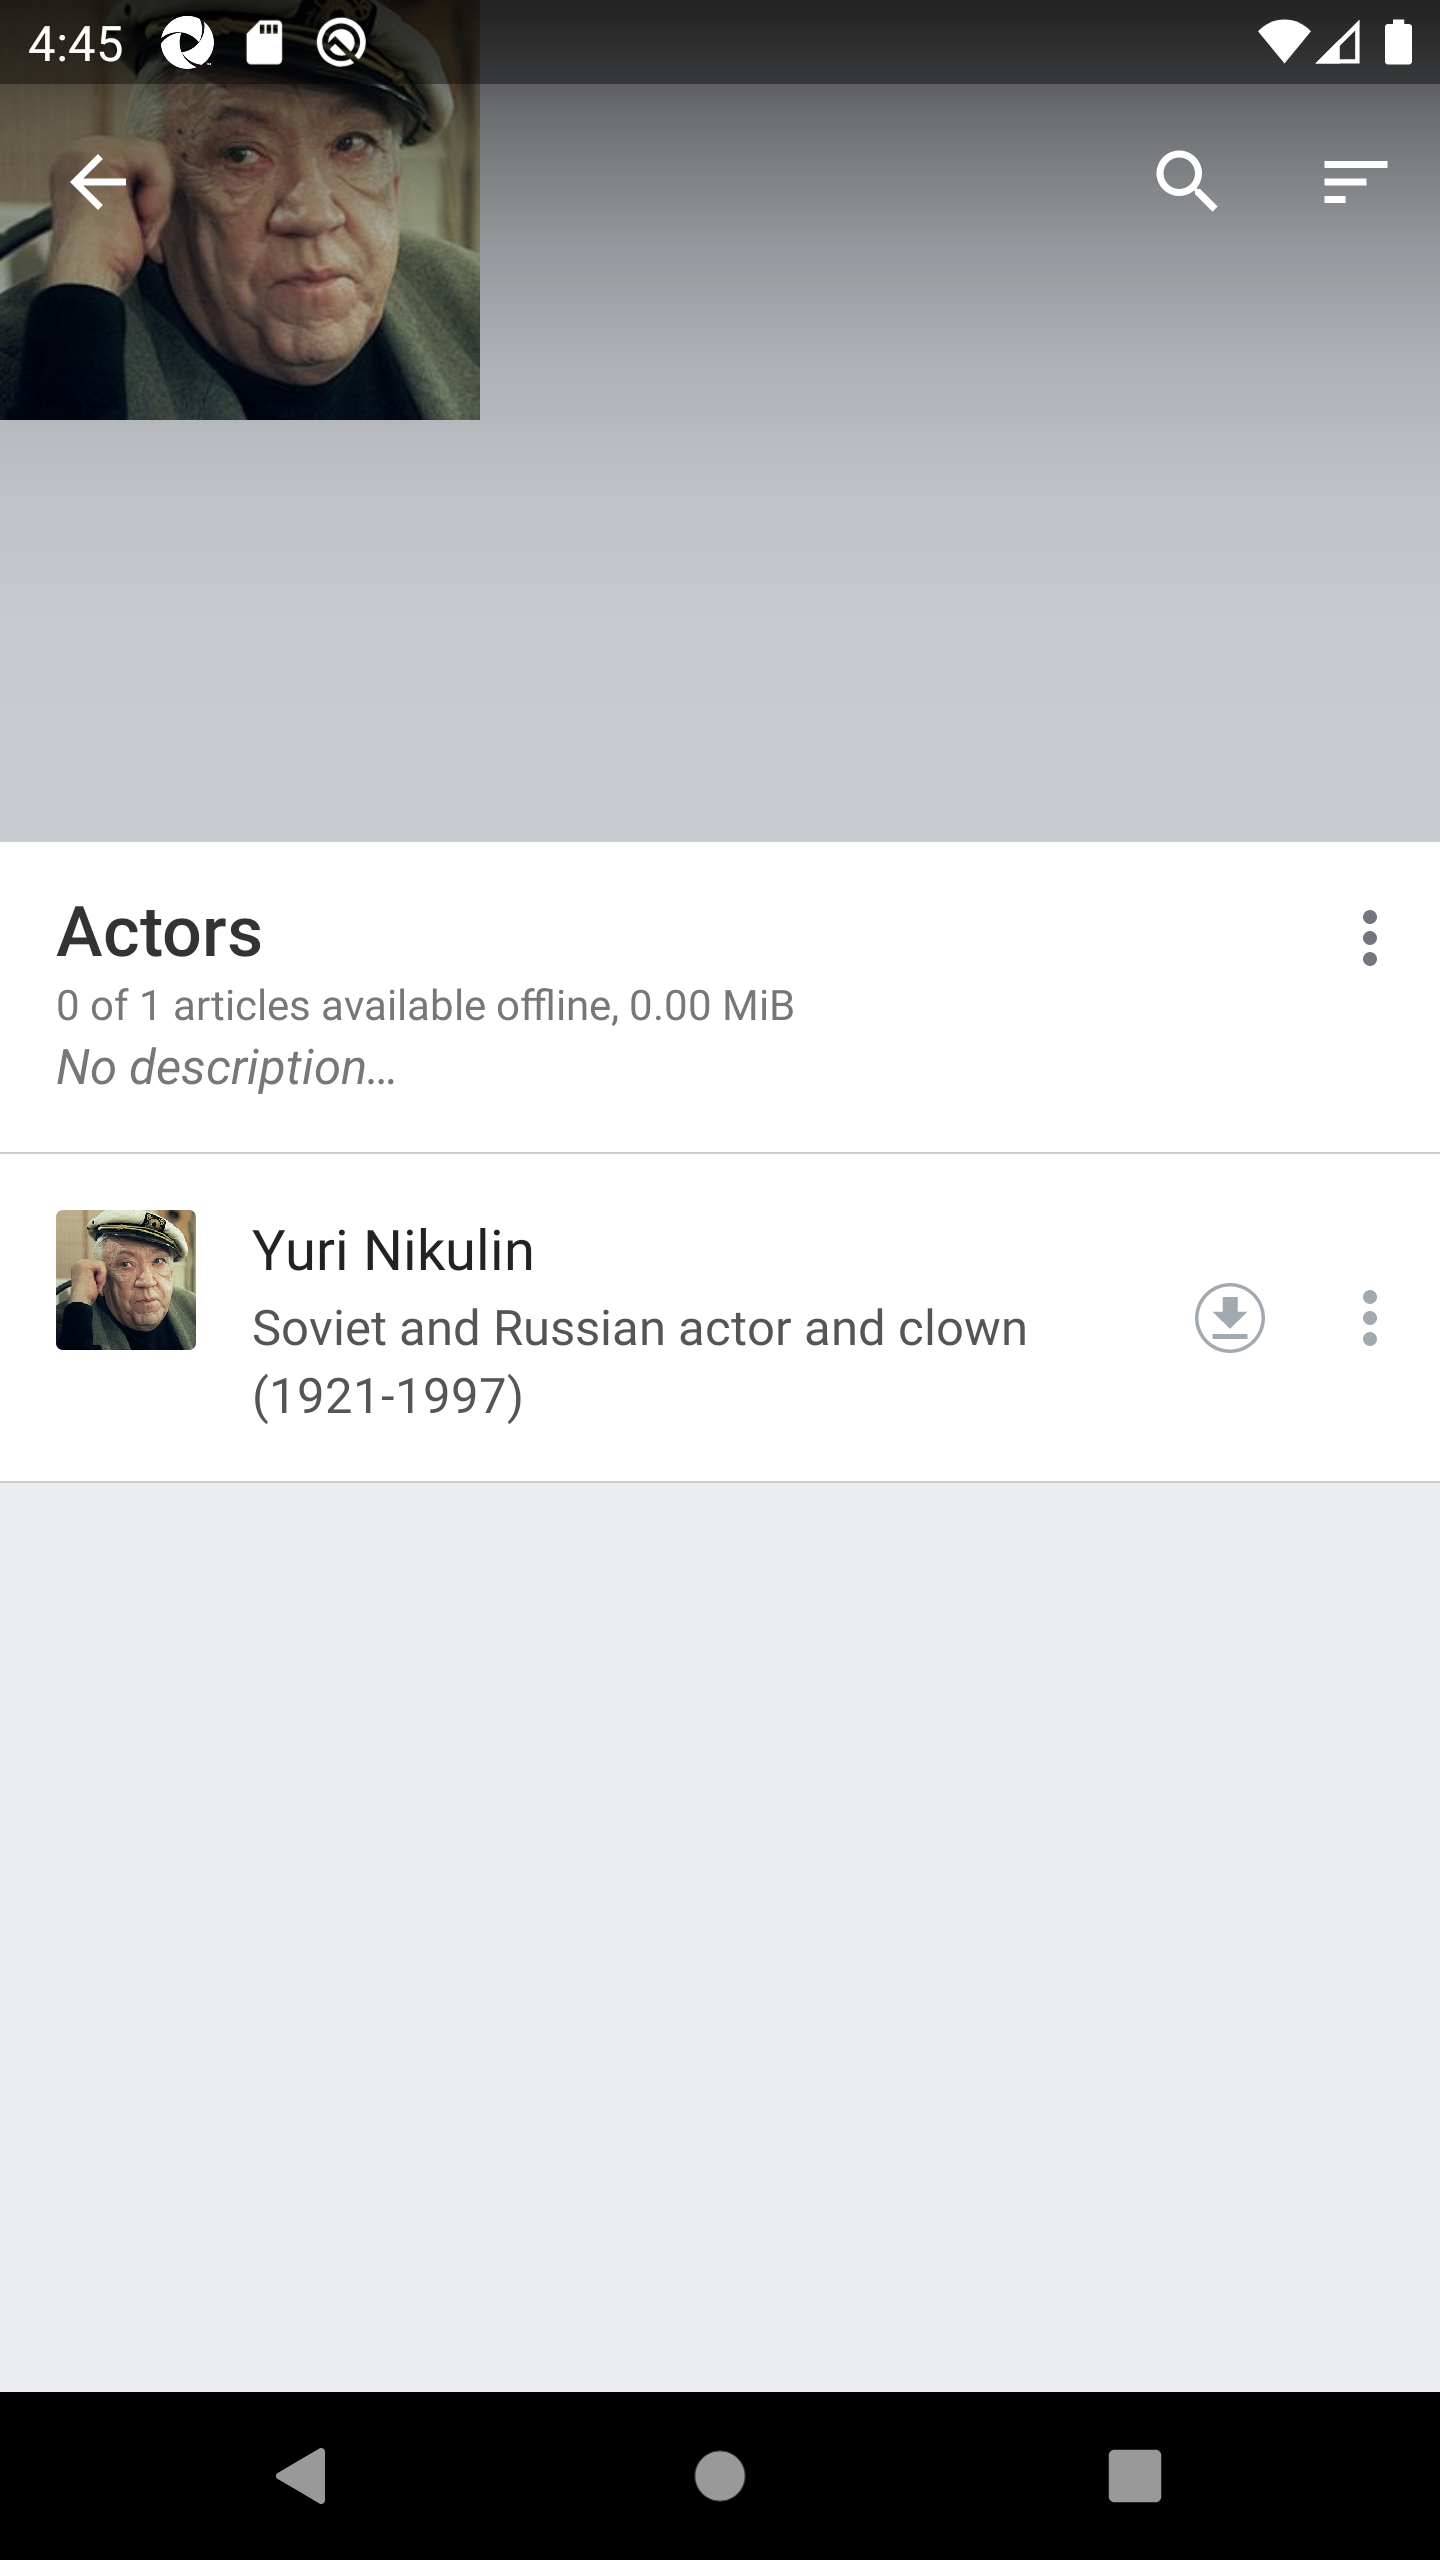 4:45
Actors
0 of 1 articles available offline, 0.00 MiB
No description…
Yuri Nikulin
Soviet and Russian actor and clown
(1921-1997)